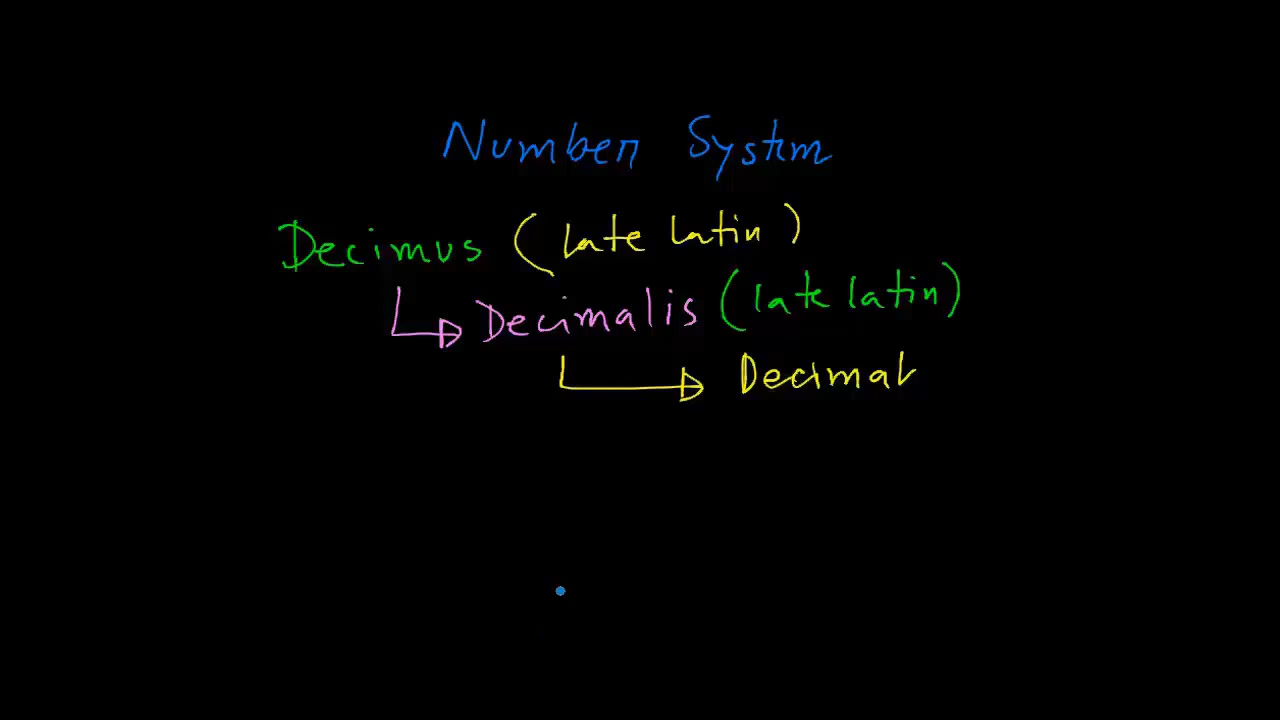 Number System
Decimus (late latin)
Decimalis (late latin)
Decimal